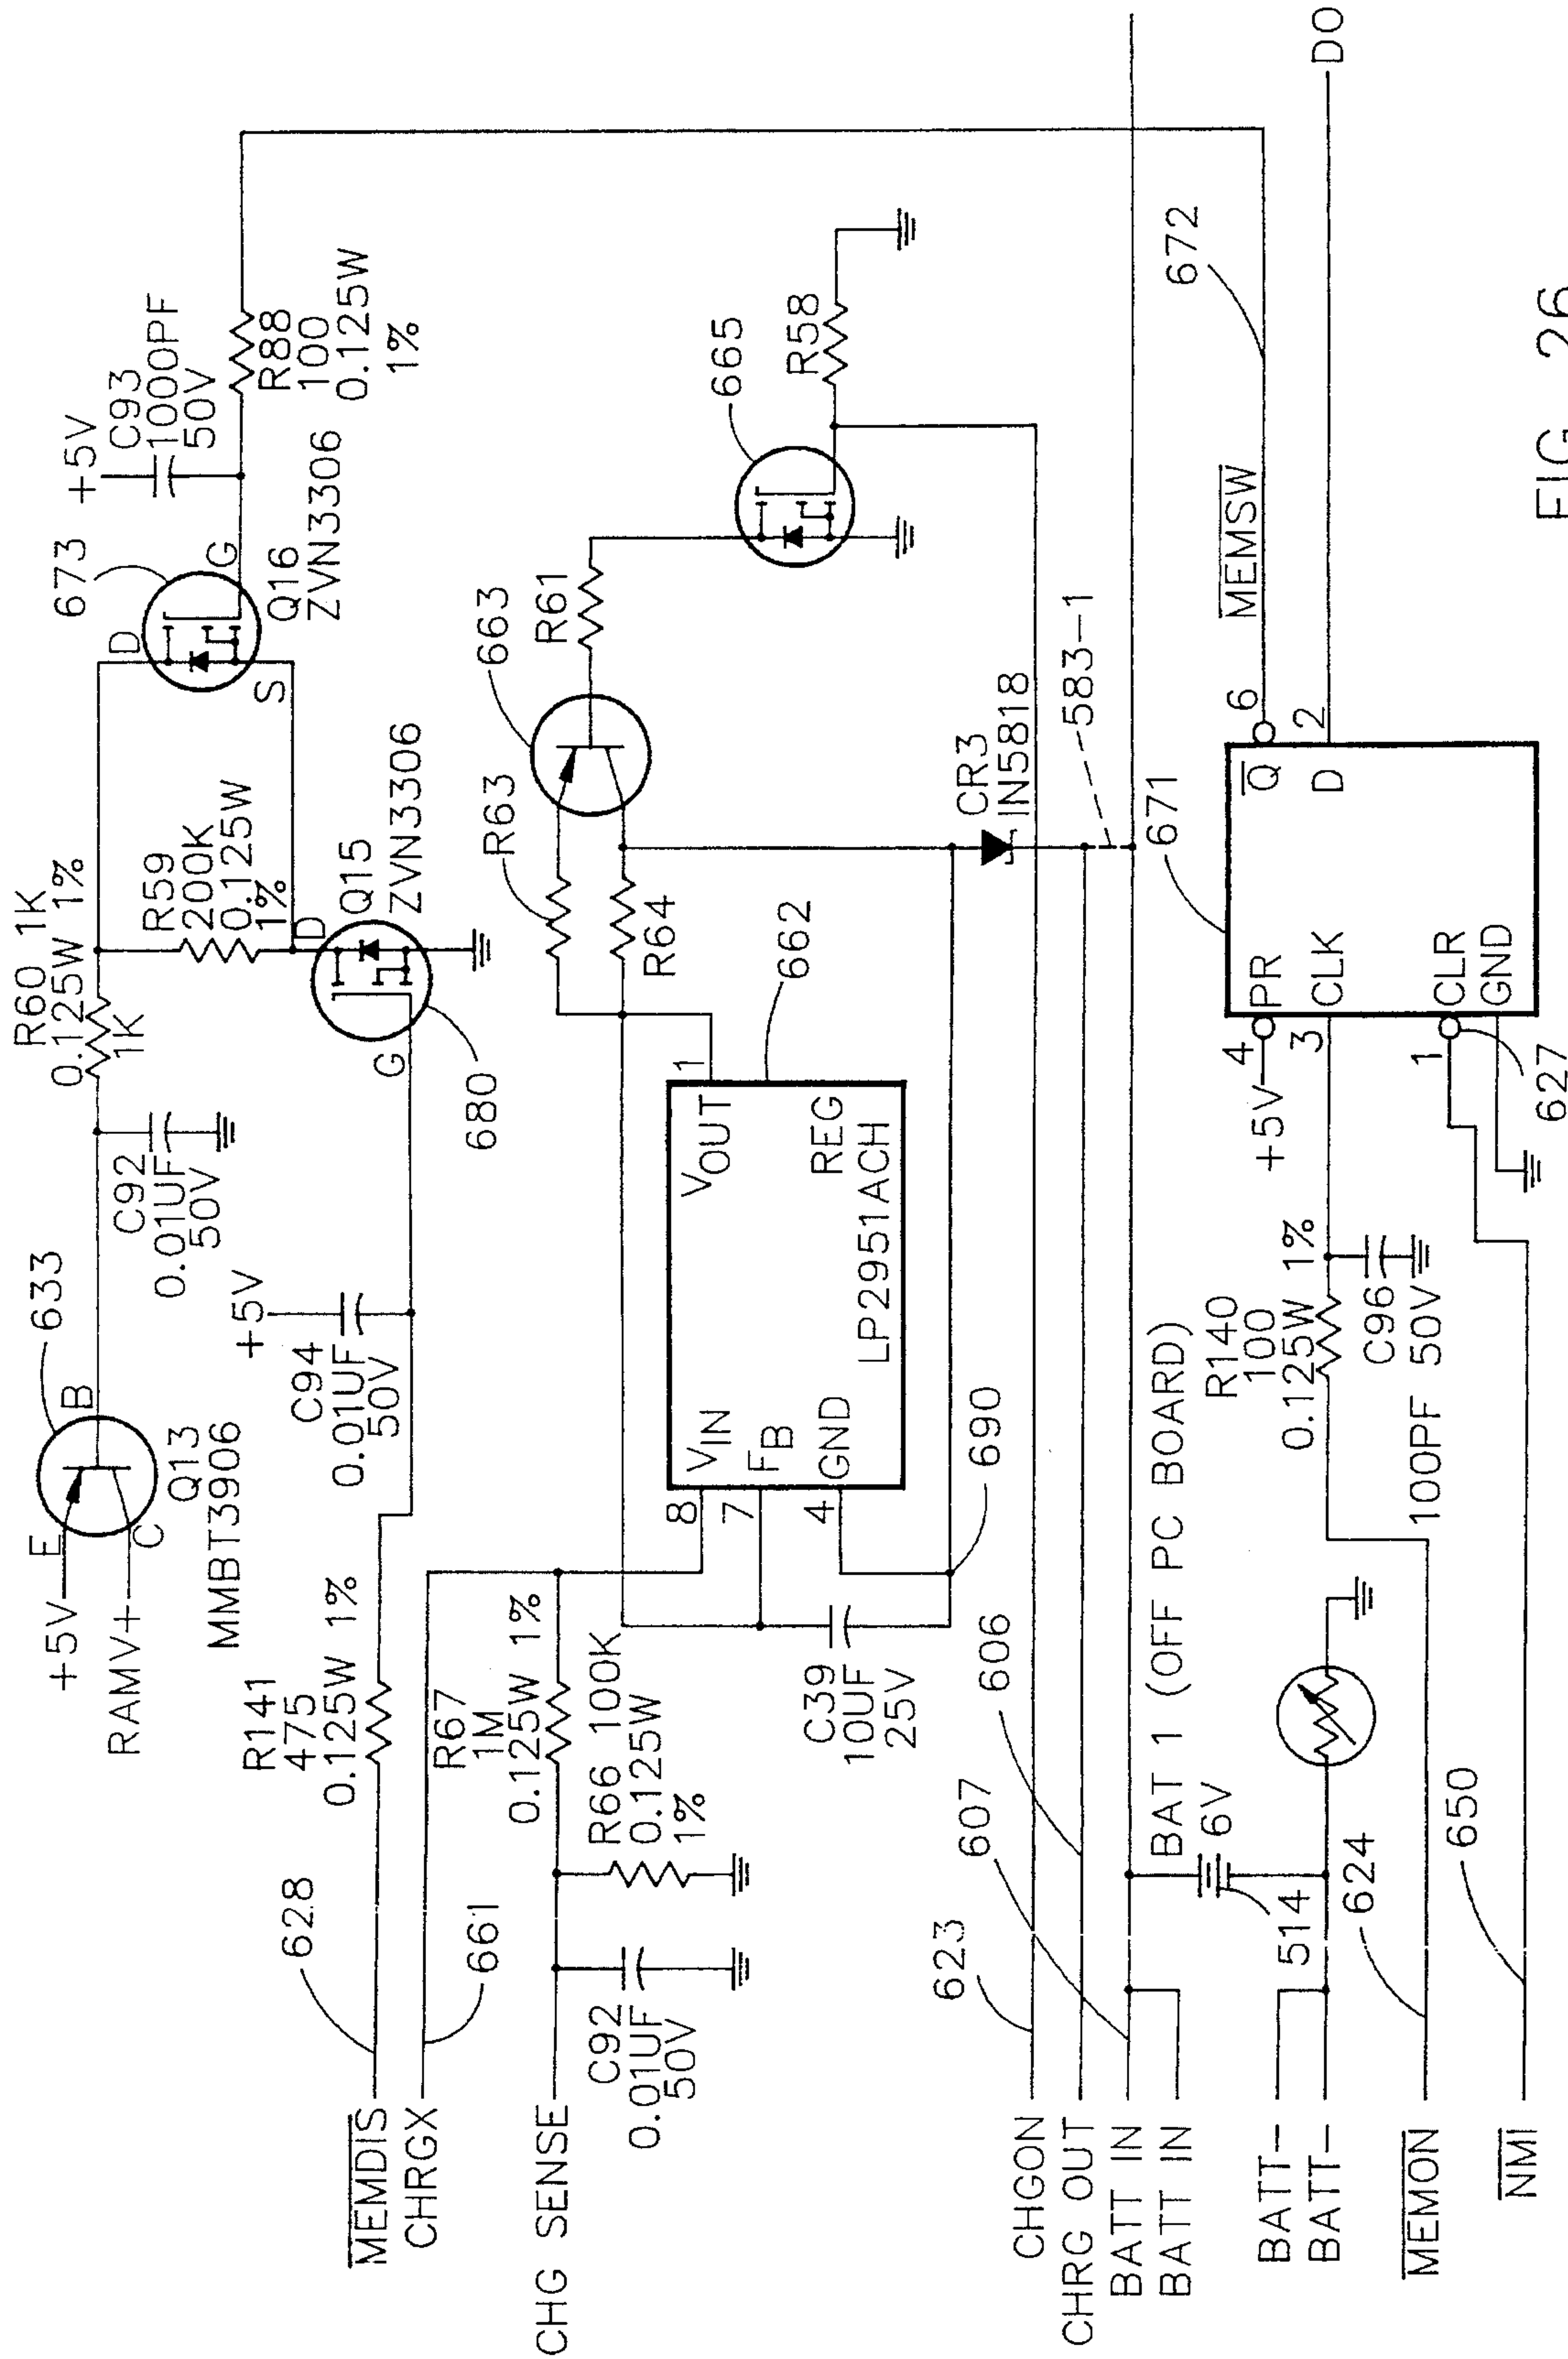 +5V
E
RAMV+
C
B
Q13
MMBT3906
633
C92
0.01UF
50V
R60 1K
0.125W 1%
1K
R59
200K
0.125W
1%
D
Q15
ZVN3306
G
680
673
D
S
G
Q16
ZVN3306
+5V
C93
1000PF
50V
R88
100
0.125W
1%
+5V
C94
0.01UF
50V
R141
475
0.125W 1%
628
MEMDIS
CHRGX
661
R67
1M
0.125W 1%
R66 100K
0.125W
1%
CHG SENSE
C92
0.01UF
50V
8
7
4
VIN
FB
GND
VOUT
REG
LP2951ACH
1
662
690
C39
10UF
25V
R63
R64
663
R61
665
R58
CR3
IN5818
583-1
623
607
606
CHGON
CHRG OUT
BATT IN
BATT IN
BAT 1 (OFF PC BOARD)
6V
514
BATT-
BATT-
624
MEMON
650
NMI
R140
100
0.125W 1%
C96
100PF 50V
+5V
4
3
1
627
PR
CLK
CLR
GND
Q
D
671
6
2
MEMSW
672
D0
FIG. 26